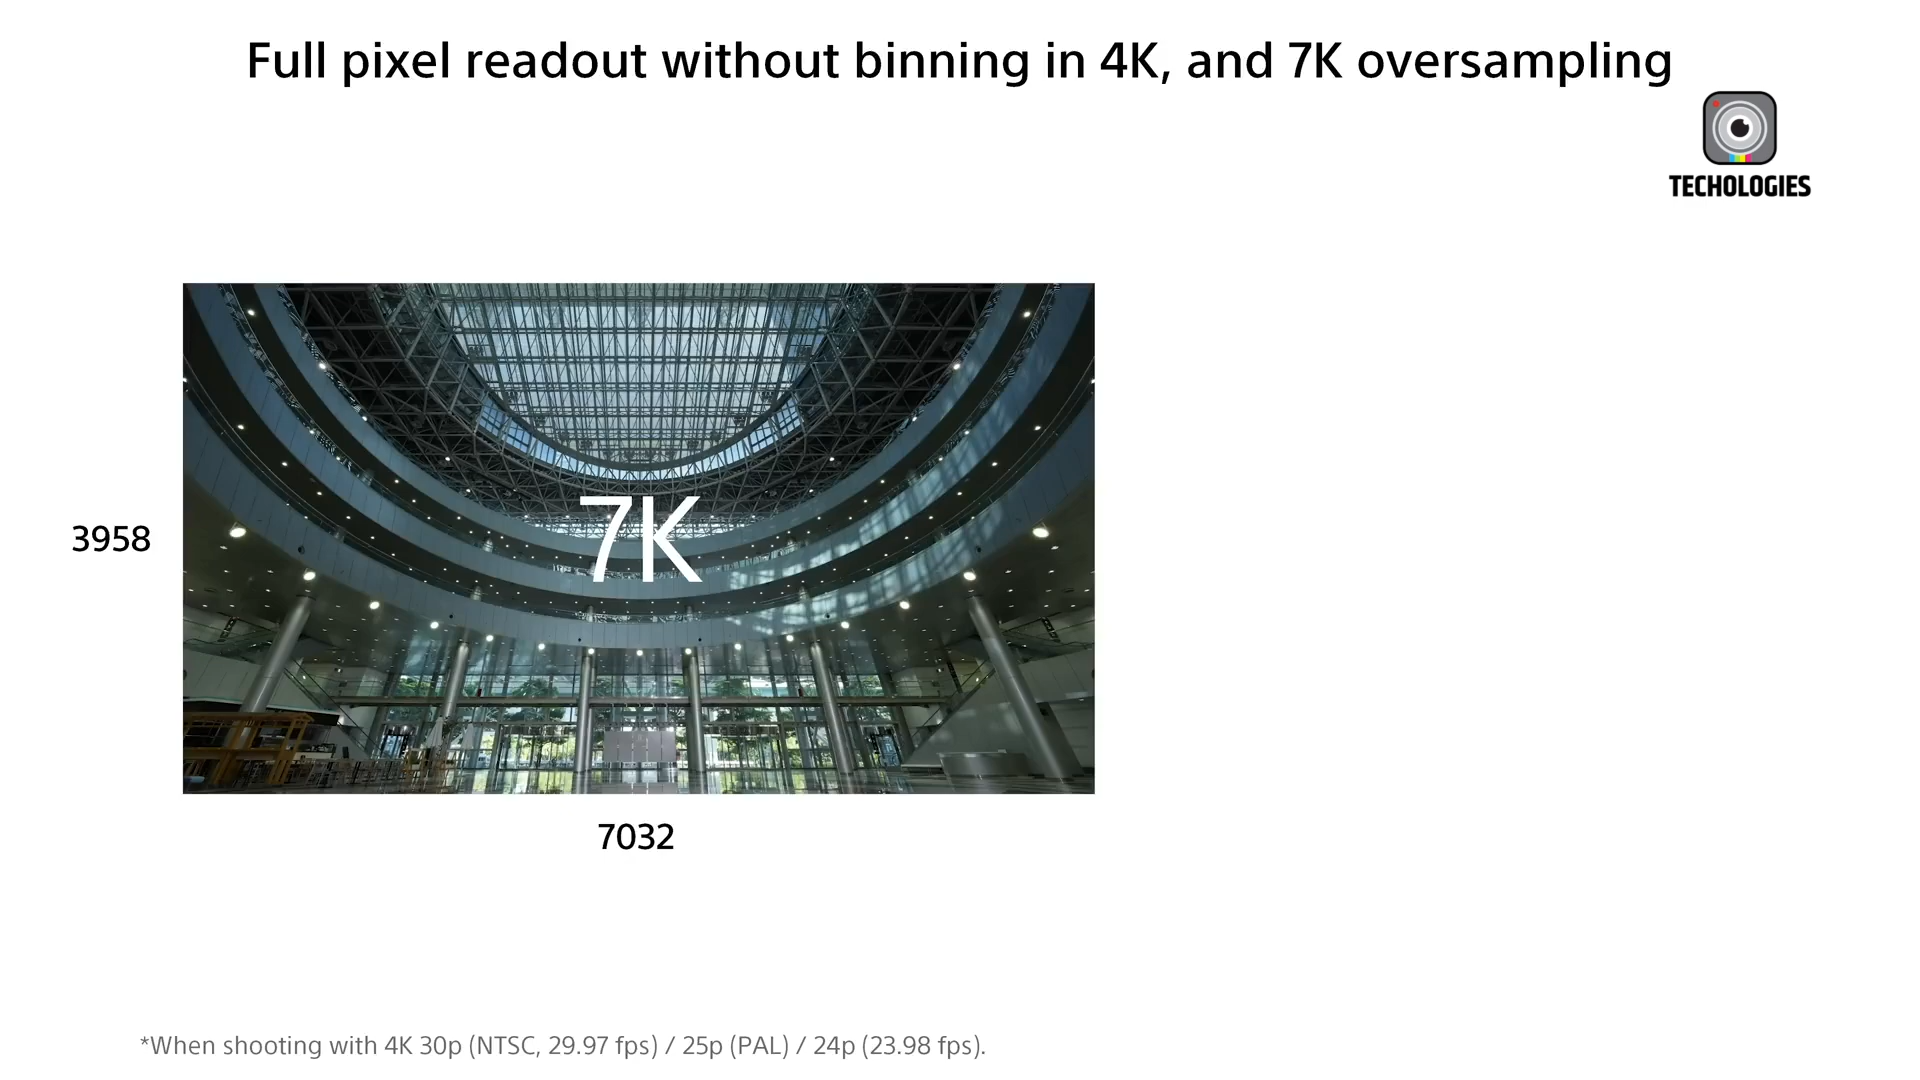 Full pixel readout without binning in 4K, and 7K oversampling
TECHOLOGIES
7K
3958
7032
*When shooting with 4K 30p (NTSC, 29.97 fps) / 25p (PAL) / 24p (23.98 fps).